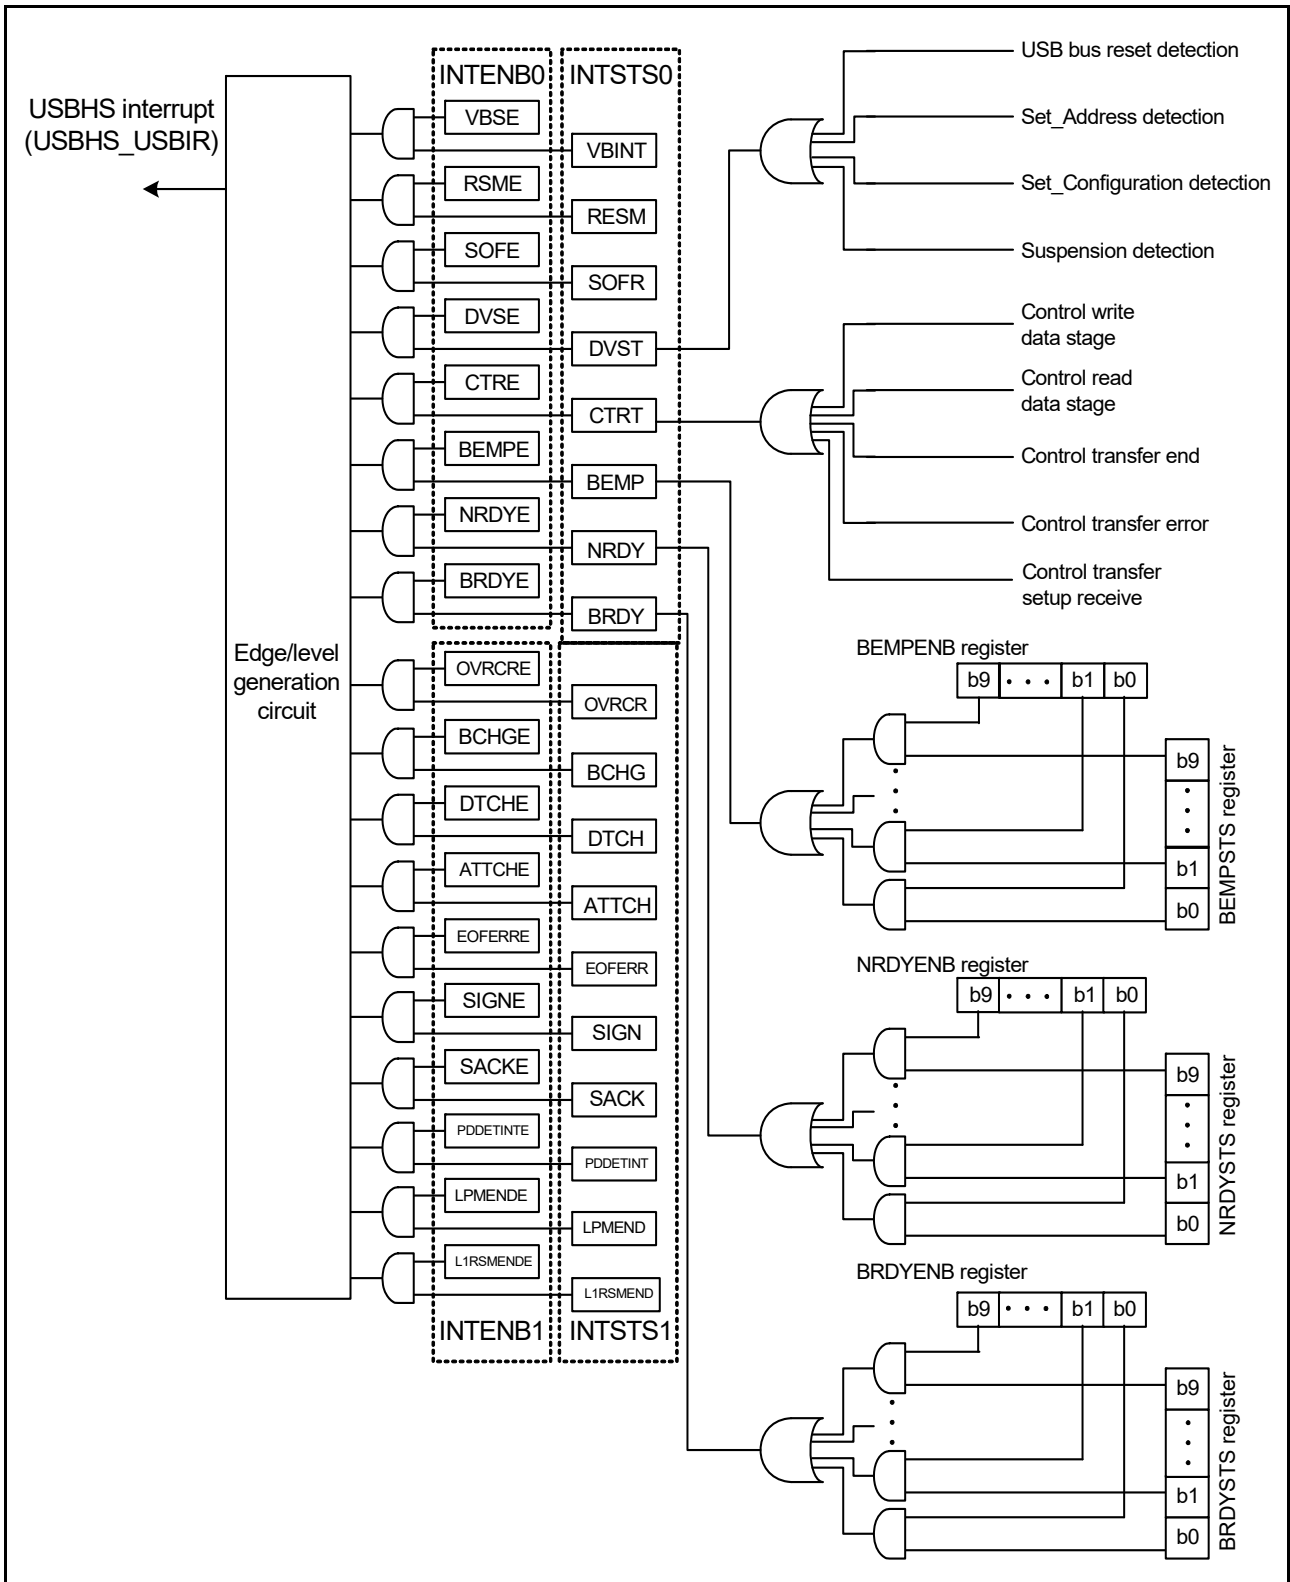 USBHS interrupt
(USBHS_USBIR)
Edge/level
generation
circuit
INTENB0
INTSTS0
VBSE
VBINT
RSME
RESM
SOFE
SOFR
DVSE
DVST
CTRE
CTRT
BEMPE
BEMP
NRDYE
NRDY
BRDYE
BRDY
OVRCRE
OVRCR
BCHGE
BCHG
DTCHE
DTCH
ATTCHE
ATTCH
EOFERRE
EOFERR
SIGNE
SIGN
SACKE
SACK
PDDETINTE
PDDETINT
LPMENDE
LPMEND
L1RSMENDE
L1RSMEND
INTENB1
INTSTS1
USB bus reset detection
Set_Address detection
Set_Configuration detection
Suspension detection
Control write
data stage
Control read
data stage
Control transfer end
Control transfer error
Control transfer
setup receive
BEMPENB register
b9 • • • b1 b0
b9
b1
b0
BEMPSTS register
NRDYENB register
b9 • • • b1 b0
b9
b1
b0
NRDYSTS register
BRDYENB register
b9 • • • b1 b0
b9
b1
b0
BRDYSTS register